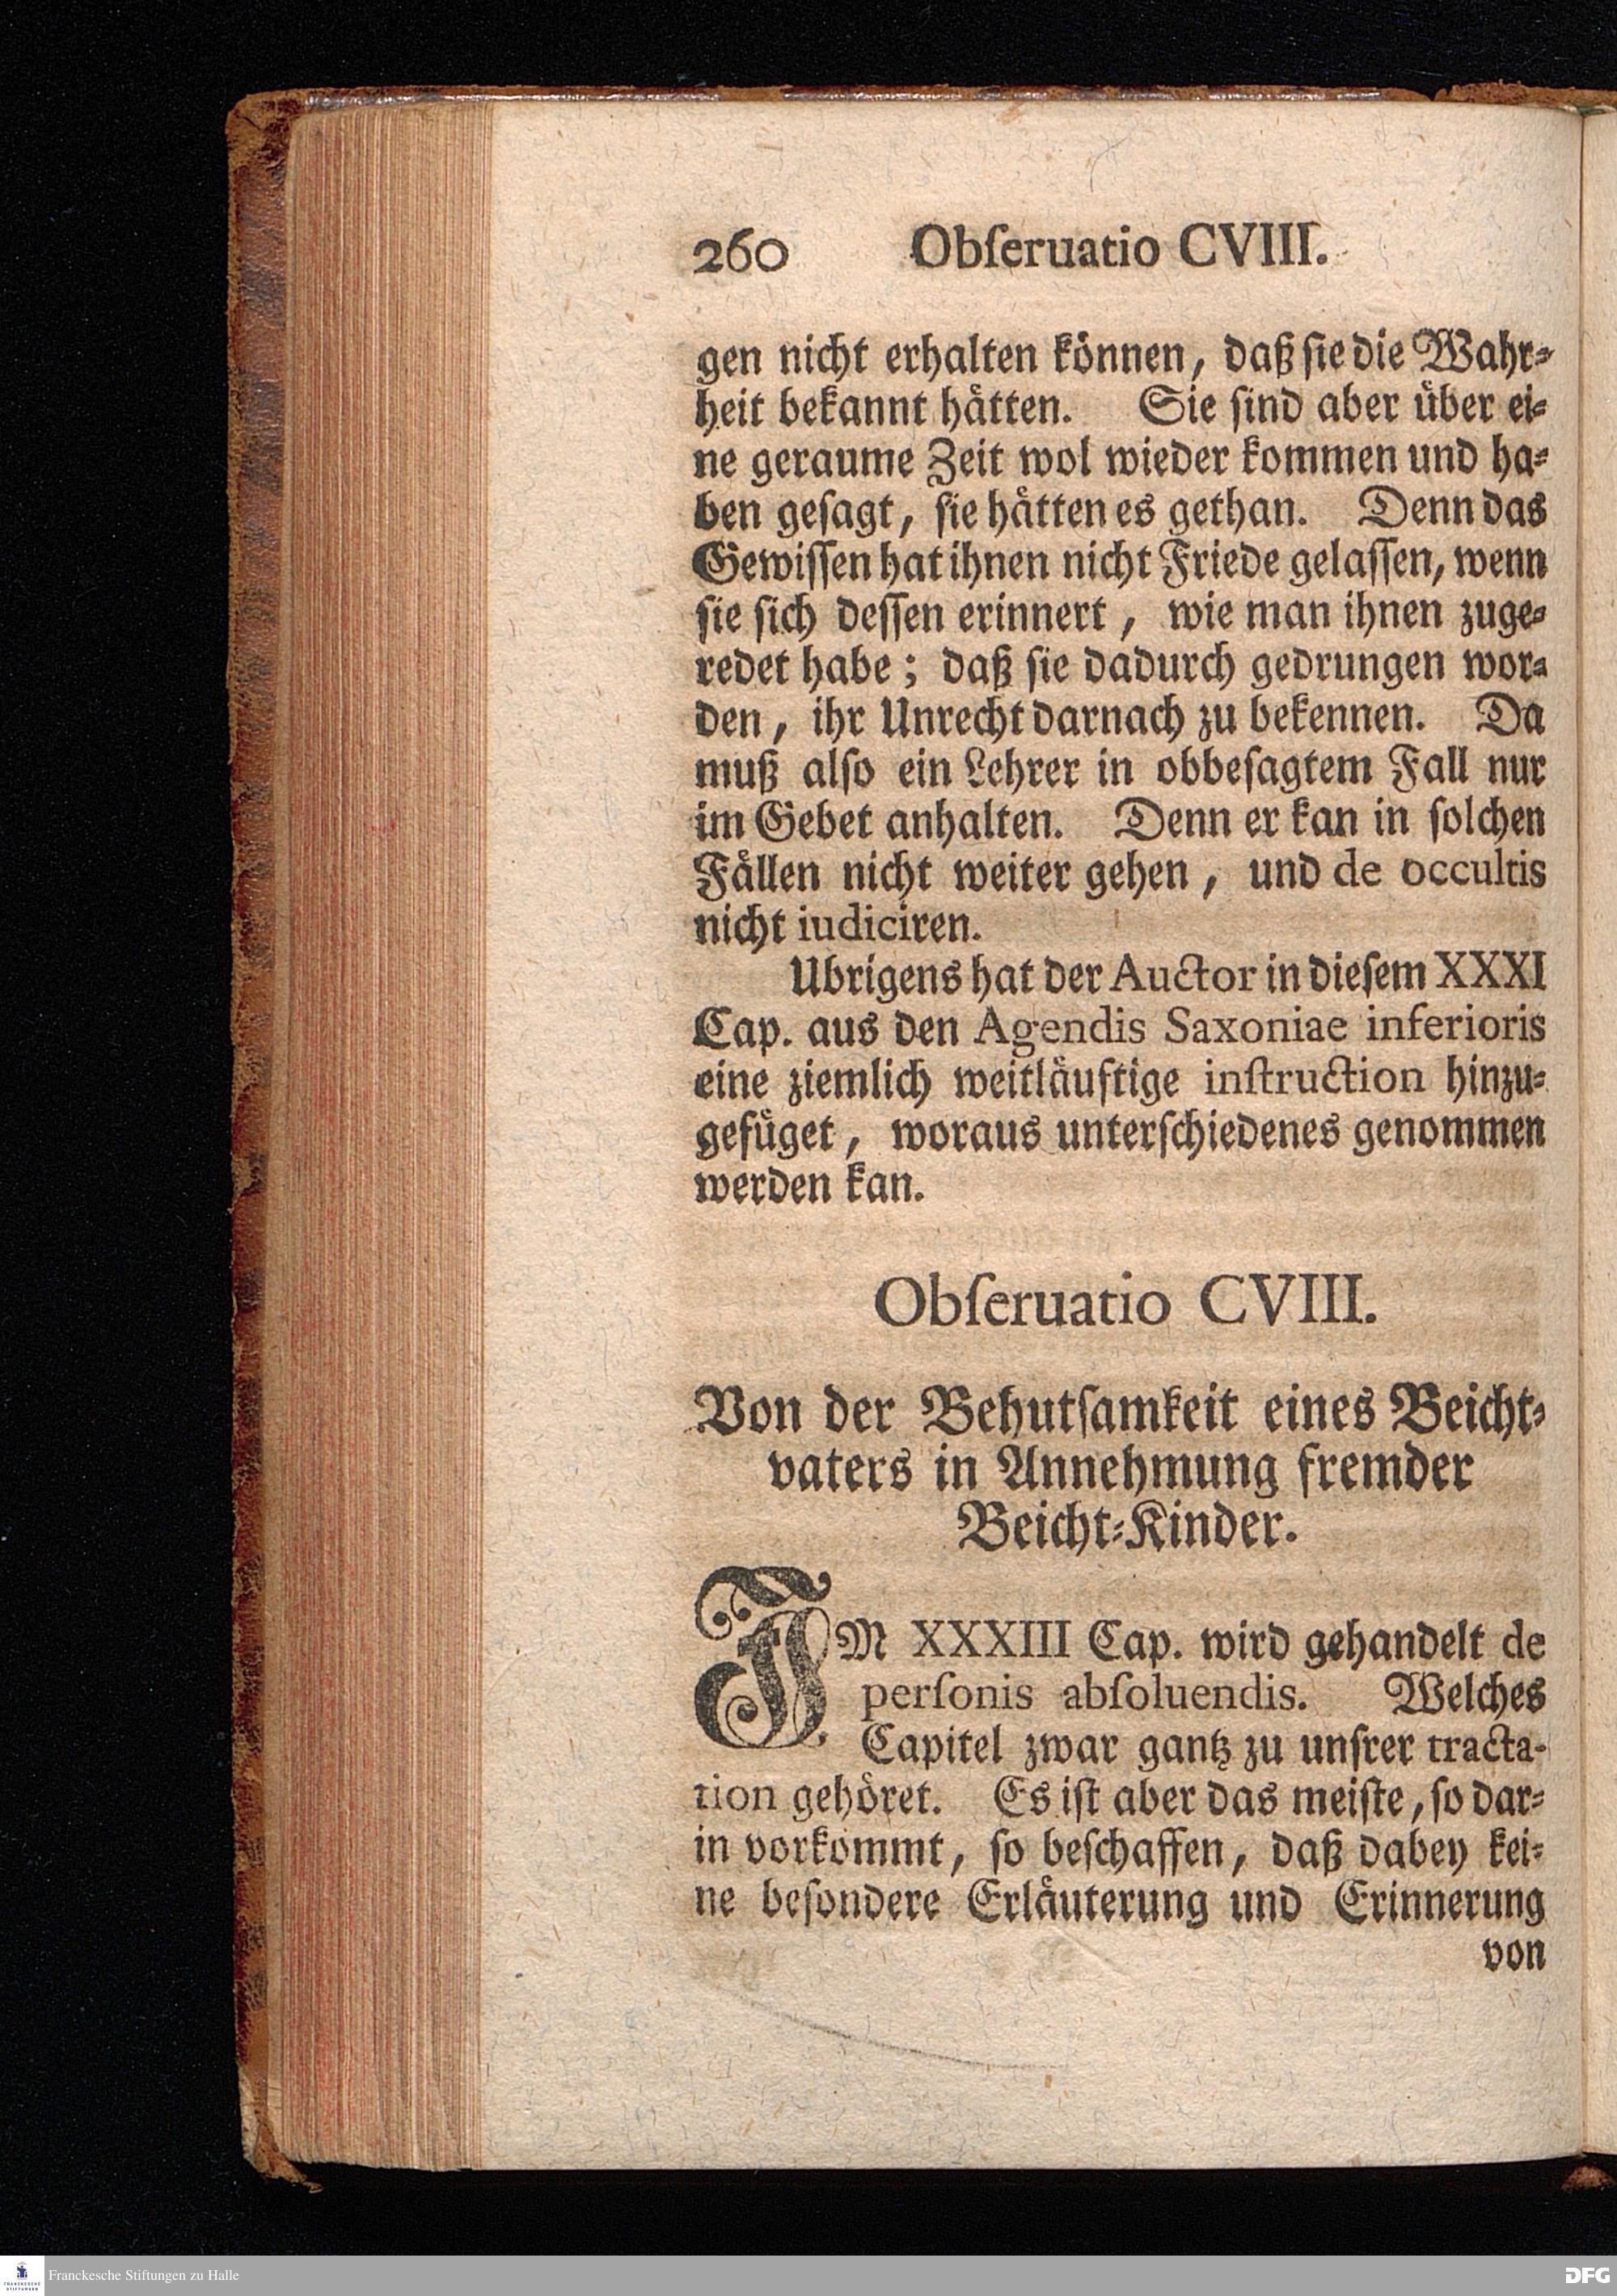 260 Obſeruatio CVIII.
gen nicht erhalten können, daß ſie die Wahr-
heit bekannt hätten. Sie ſind aber über ei-
ne geraume Zeit wol wieder kommen und ha-
ben geſagt, ſie hätten es gethan. Denn das
Gewiſſen hat ihnen nicht Friede gelaſſen, wenn
ſie ſich deſſen erinnert, wie man ihnen zuge-
redet habe; daß ſie dadurch gedrungen wor-
den, ihr Unrecht darnach zu bekennen. Da
muß alſo ein Lehrer in obbeſagtem Fall nur
im Gebet anhalten. Denn er kan in ſolchen
Fällen nicht weiter gehen, und de occultis
nicht iudiciren.
Ubrigens hat der Auctor in dieſem XXXI
Cap. aus den Agendis Saxoniae inferioris
eine ziemlich weitläuftige inſtruction hinzu-
gefüget, woraus unterſchiedenes genommen
werden kan.
Obſeruatio CVIII.
Von der Behutſamkeit eines Beicht-
vaters in Annehmung fremder
Beicht-Kinder.
IM XXXIII Cap. wird gehandelt de
perſonis abſoluendis. Welches
Capitel zwar gantz zu unſrer tracta-
tion gehöret. Es iſt aber das meiſte, ſo dar-
in vorkommt, ſo beſchaffen, daß dabey kei-
ne beſondere Erläuterung und Erinnerung
von
FRANCKESCHE STIFTUNGEN
Franckesche Stiftungen zu Halle
DFG